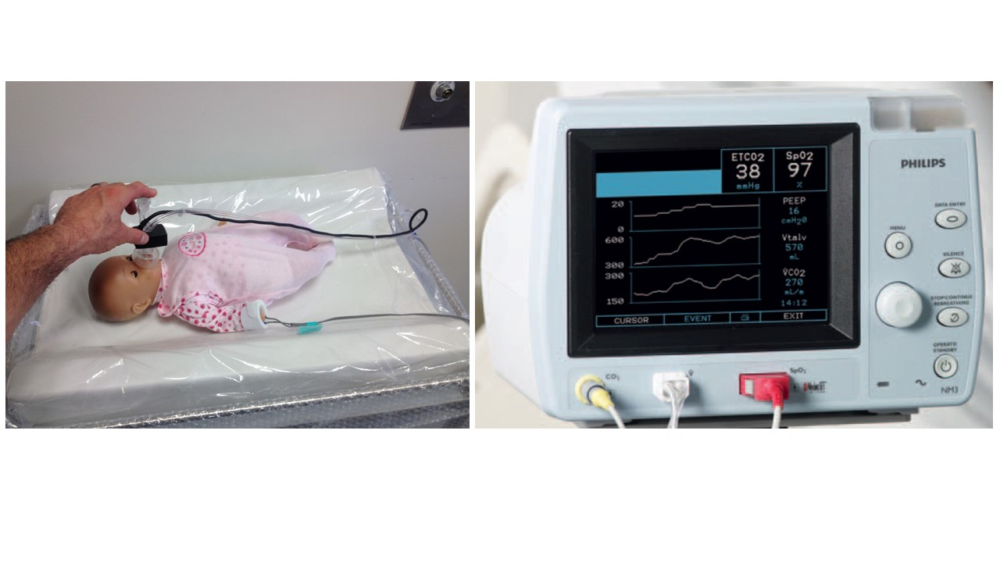 ETCO2
38
mmHg
SpO2
97
%
20
0
PEEP
16
cmH2O
600
300
Vtalv
570
mL
300
150
V̇CO2
270
mL/m
14:12
CURSOR
EVENT
EXIT
PHILIPS
DATA ENTRY
MENU
SILENCE
STOP/CONTINUE
REBREATHING
OPERATE/
STANDBY
NM3
CO2
V̇
SpO2